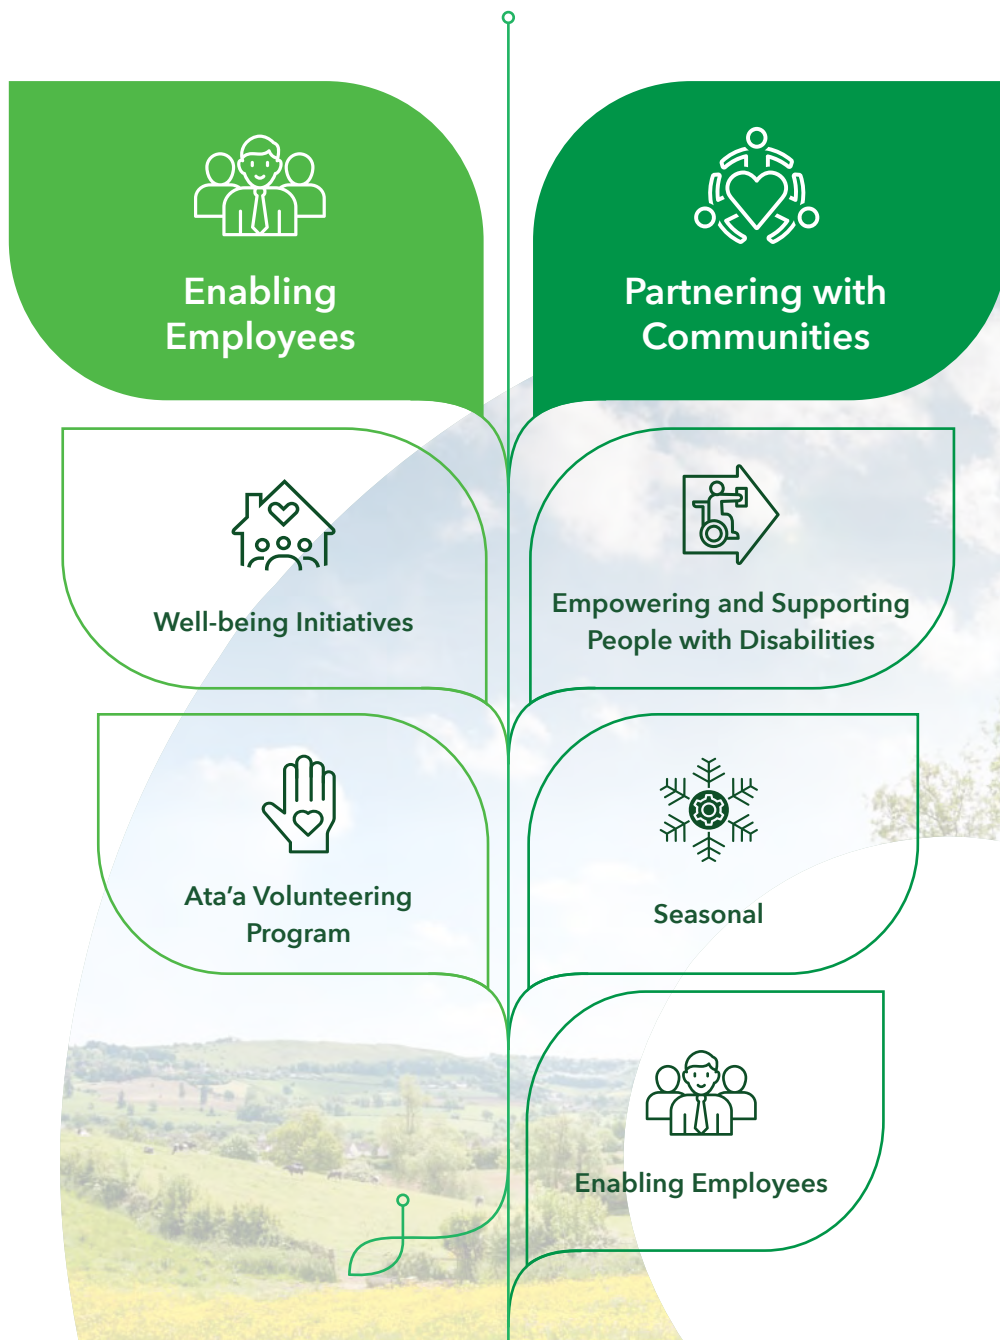 Enabling
Employees
Partnering with
Communities
Well-being Initiatives
Empowering and Supporting
People with Disabilities
Ata’a Volunteering
Program
Seasonal
Enabling Employees